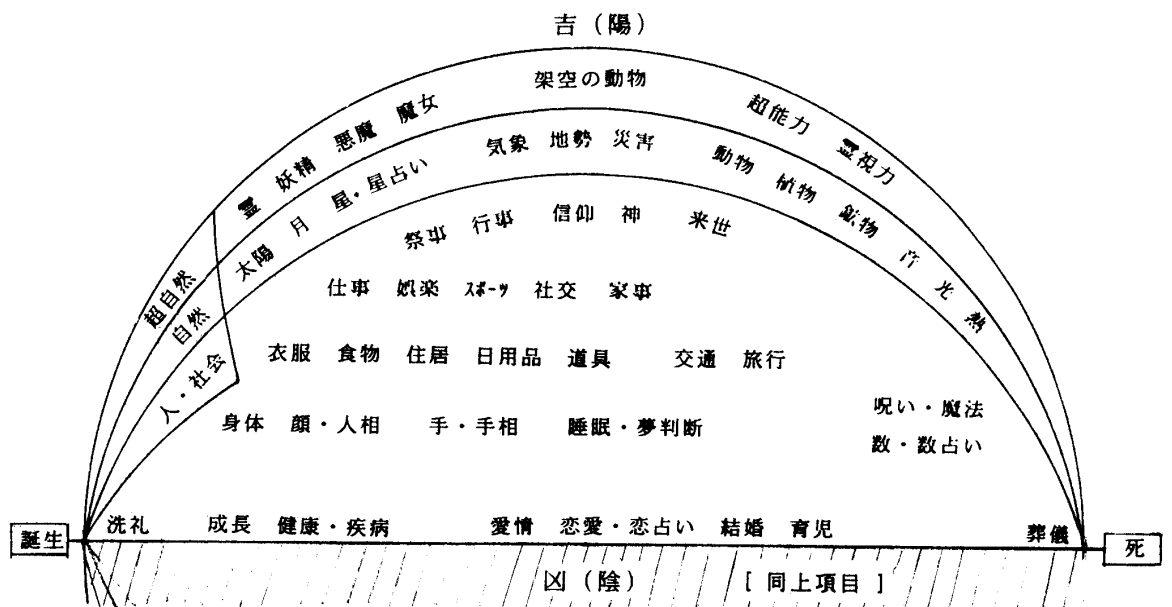 吉（陽）
架空の動物
霊 妖精 悪魔 魔女
超能力 霊視力
超自然
気象 地勢 災害
太陽 月 星・星占い
動物 植物 鉱物 音 光 熱
自然
祭事 行事 信仰 神 来世
人・社会
仕事 娯楽 スポーツ 社交 家事
衣服 食物 住居 日用品 道具 交通 旅行
身体 顔・人相 手・手相 睡眠・夢判断
呪い・魔法
数・数占い
誕生
洗礼 成長 健康・疾病 愛情 恋愛・恋占い 結婚 育児 葬儀
死
凶（陰） [ 同上項目 ]